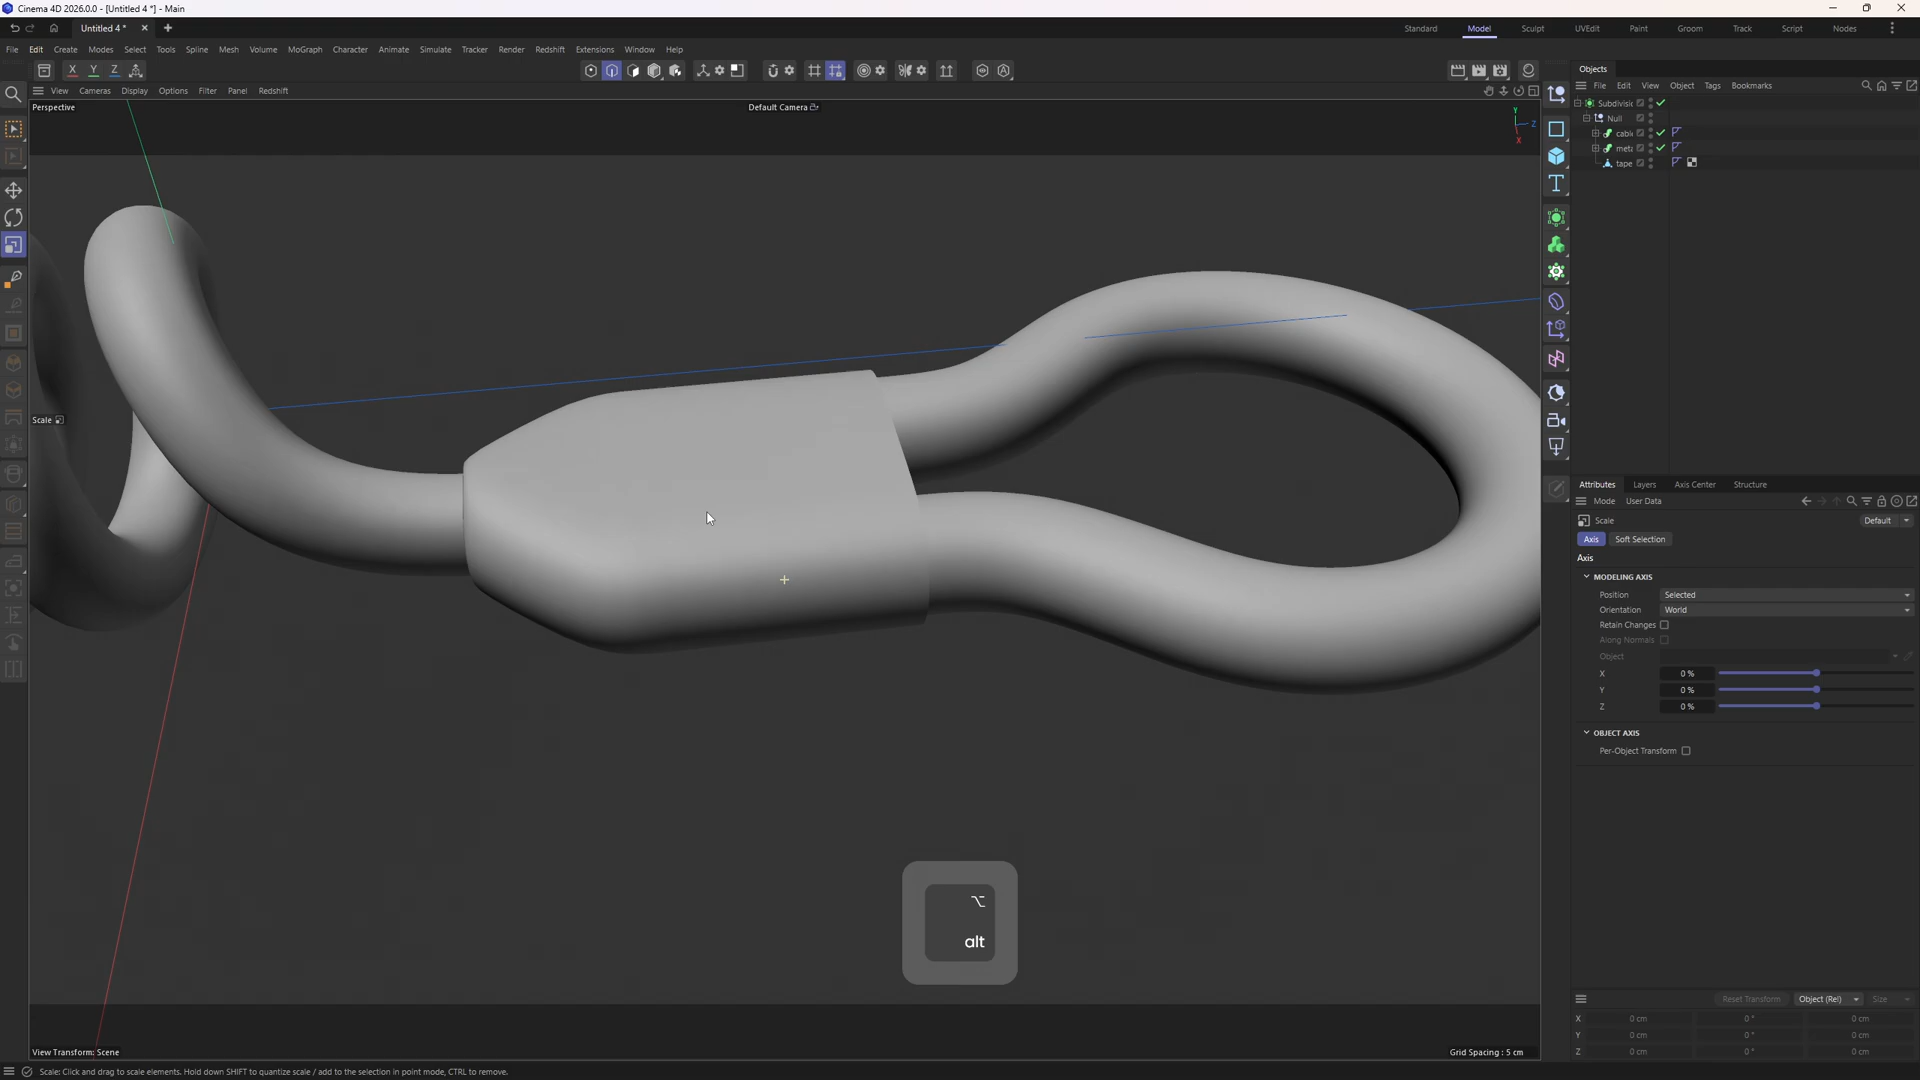 Cinema 4D 2026.0.0 - [Untitled 4 *] - Main
Untitled 4 *
Standard Model Sculpt UVEdit Paint Groom Track Script Nodes
File Edit Create Modes Select Tools Spline Mesh Volume MoGraph Character Animate Simulate Tracker Render Redshift Extensions Window Help
X Y Z
View Cameras Display Options Filter Panel Redshift
Perspective
Default Camera
Y
Z
X
Scale
alt
View Transform: Scene
Grid Spacing : 5 cm
Objects
File Edit View Object Tags Bookmarks
Subdivisi
Null
cabl
meta
tape
Attributes Layers Axis Center Structure
Mode User Data
Scale Default
Axis Soft Selection
Axis
MODELING AXIS
Position Selected
Orientation World
Retain Changes
Along Normals
Object
X 0 %
Y 0 %
Z 0 %
OBJECT AXIS
Per-Object Transform
Reset Transform Object (Rel) Size
X 0 cm 0 ° 0 cm
Y 0 cm 0 ° 0 cm
Z 0 cm 0 ° 0 cm
Scale: Click and drag to scale elements. Hold down SHIFT to quantize scale / add to the selection in point mode, CTRL to remove.